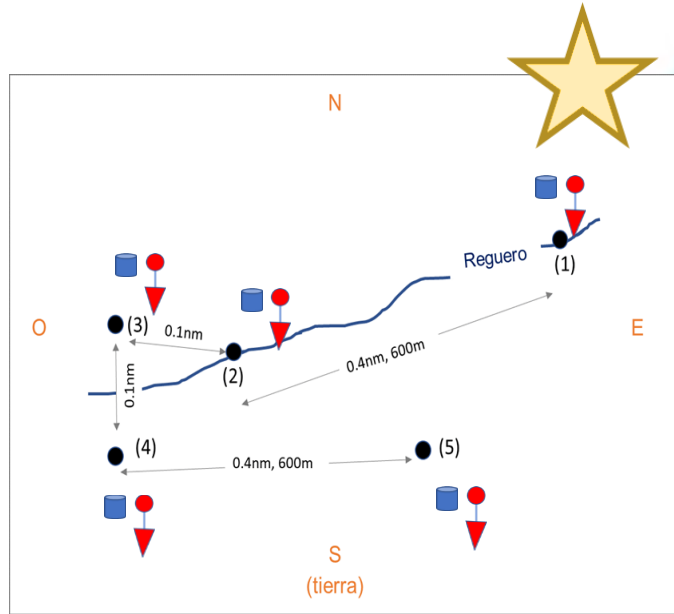 N
Reguero
(1)
O
(3)
0.1nm
E
(2)
0.4nm, 600m
0.1nm
(4)
(5)
0.4nm, 600m
S
(tierra)